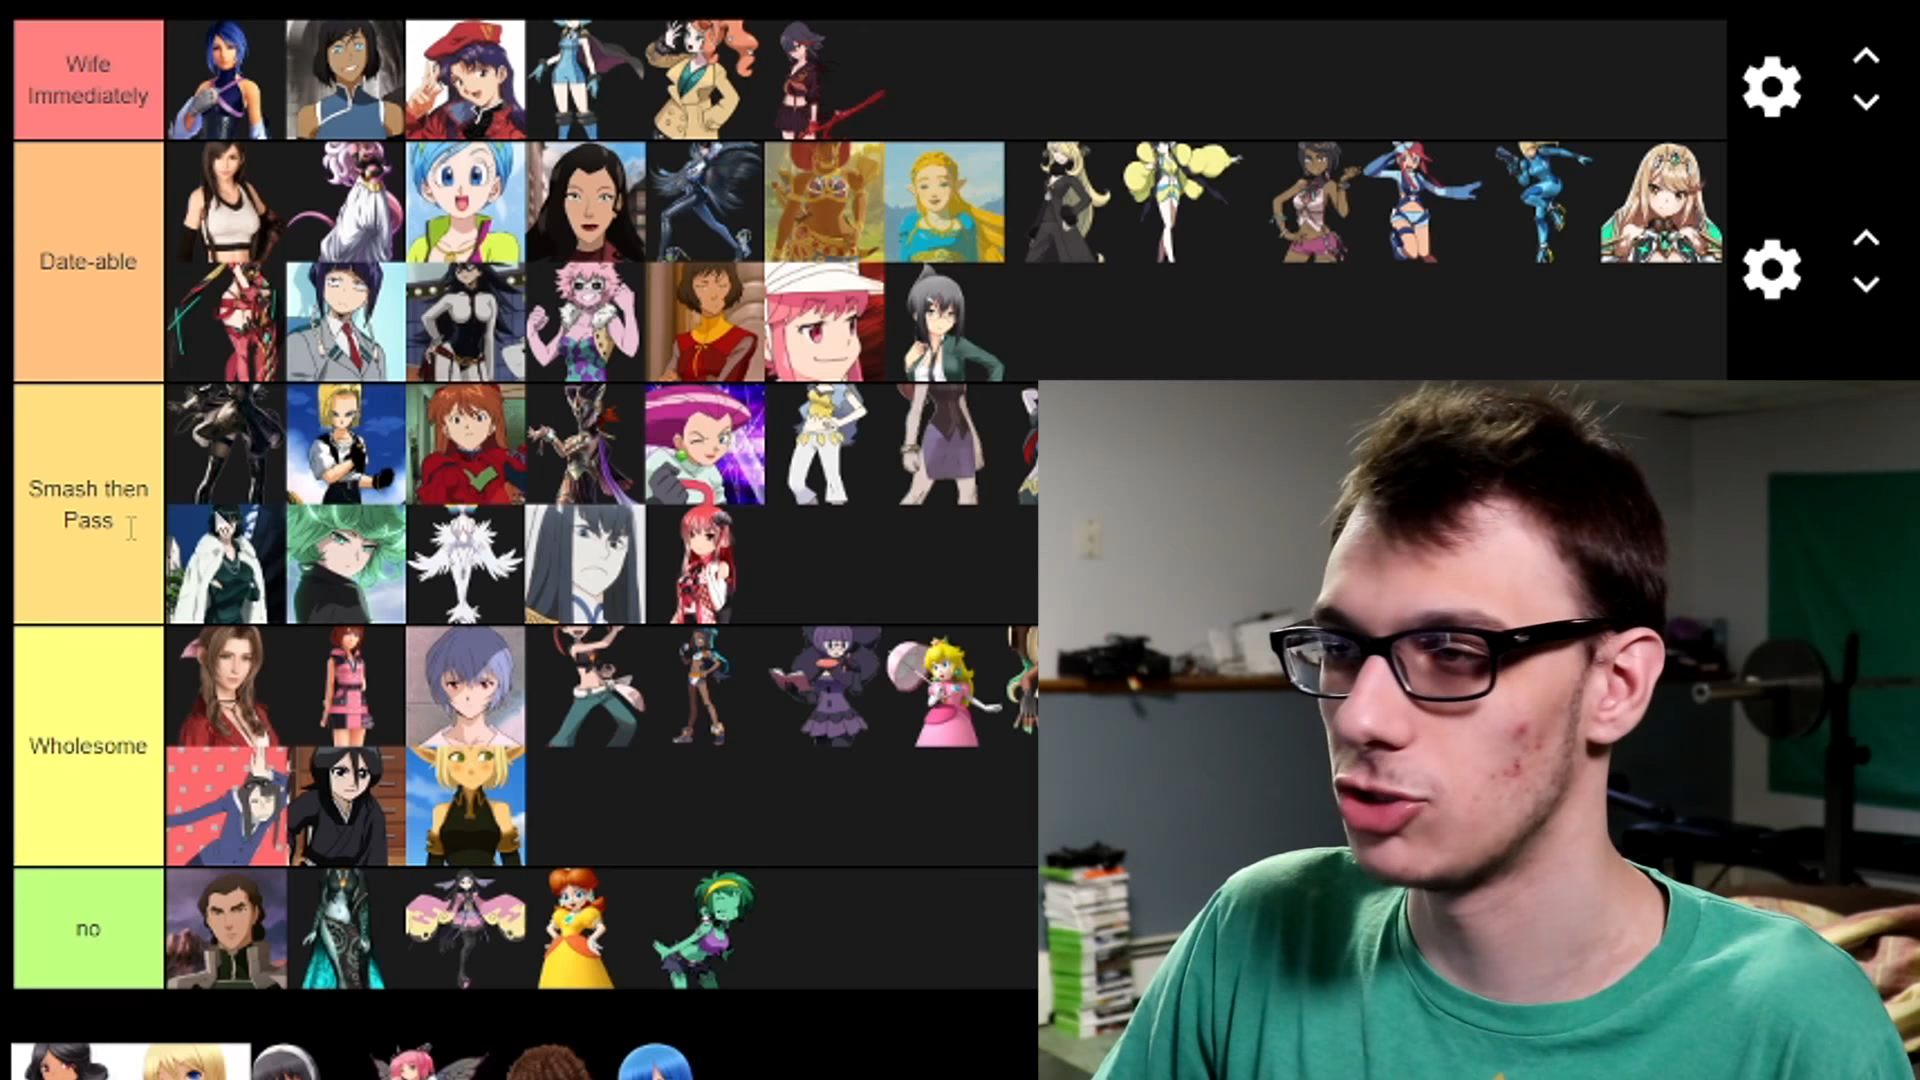 Wife
Immediately
Date-able
Smash then
Pass
Wholesome
no